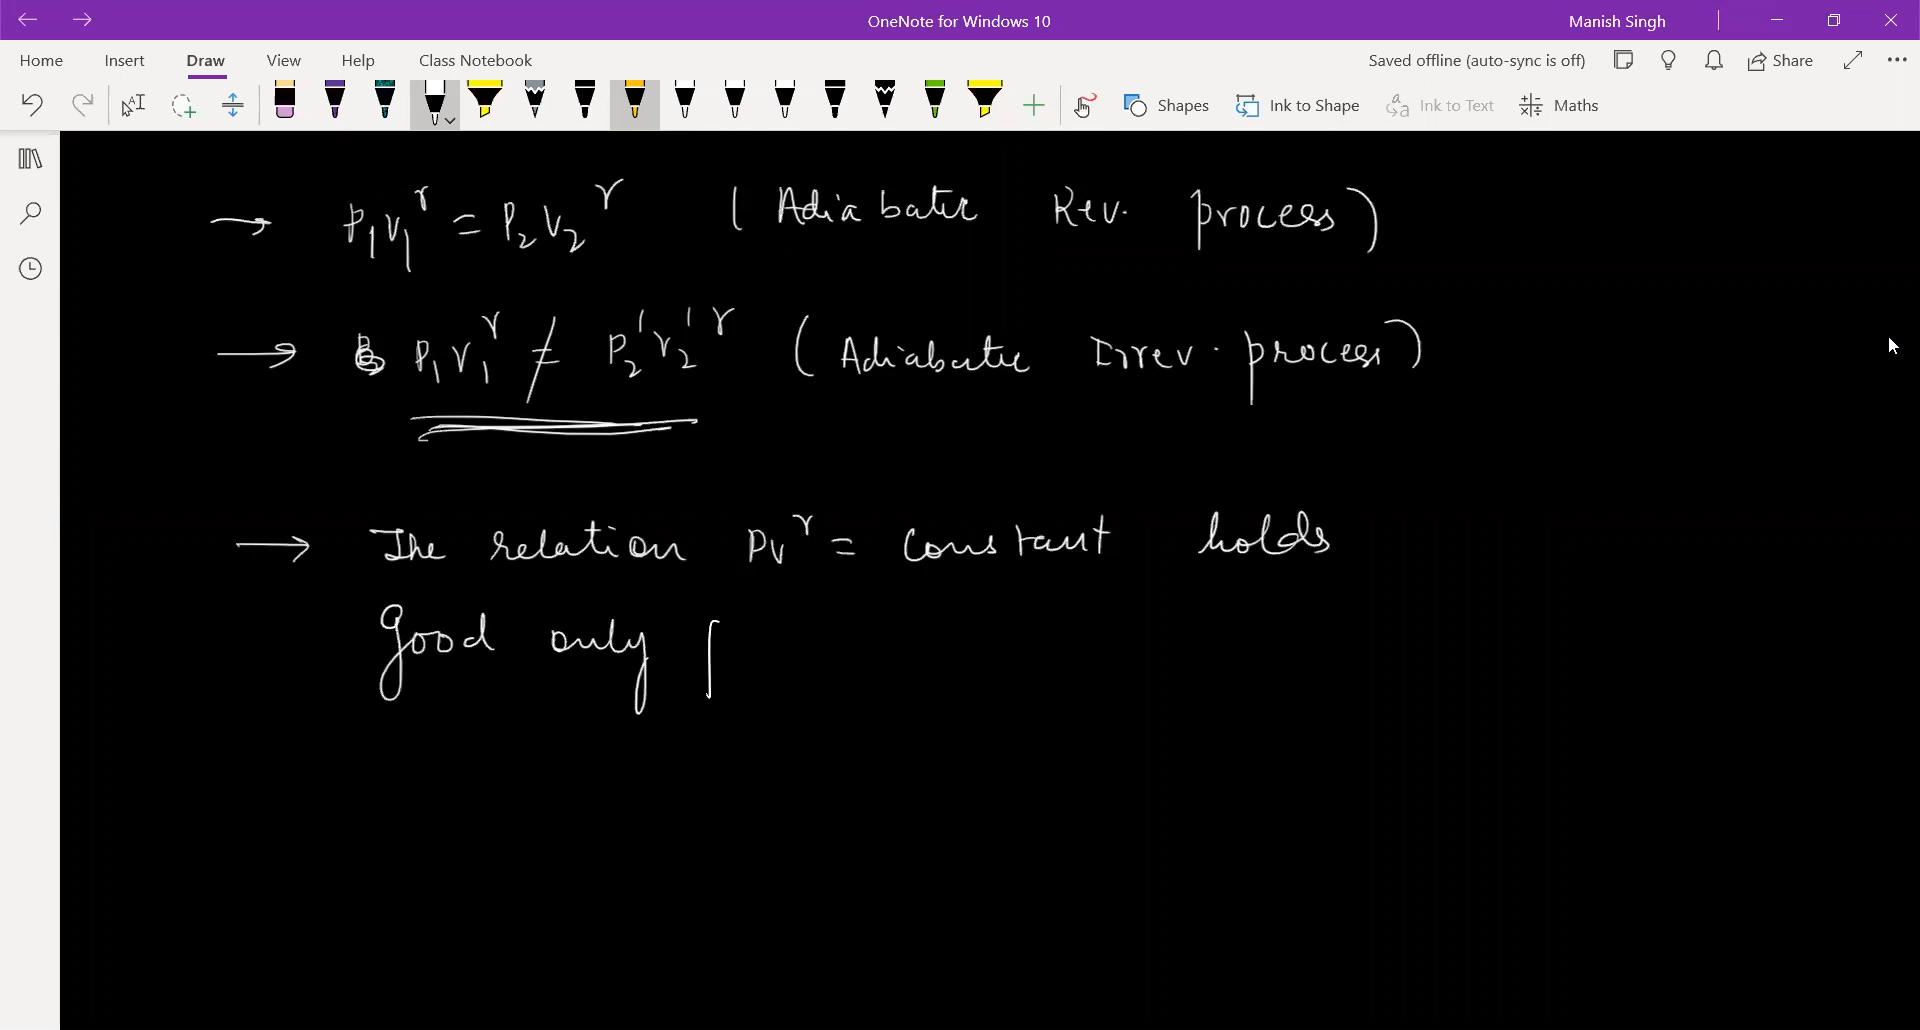 OneNote for Windows 10
Manish Singh
Home Insert Draw View Help Class Notebook
Saved offline (auto-sync is off) Share
Shapes Ink to Shape Ink to Text Maths
→ P₁V₁^γ = P₂V₂^γ (Adiabatic Rev. process)
→ P₁V₁^γ ≠ P₂'V₂'^γ (Adiabatic Irrev. process)
→ The relation PV^γ = constant holds
Good only